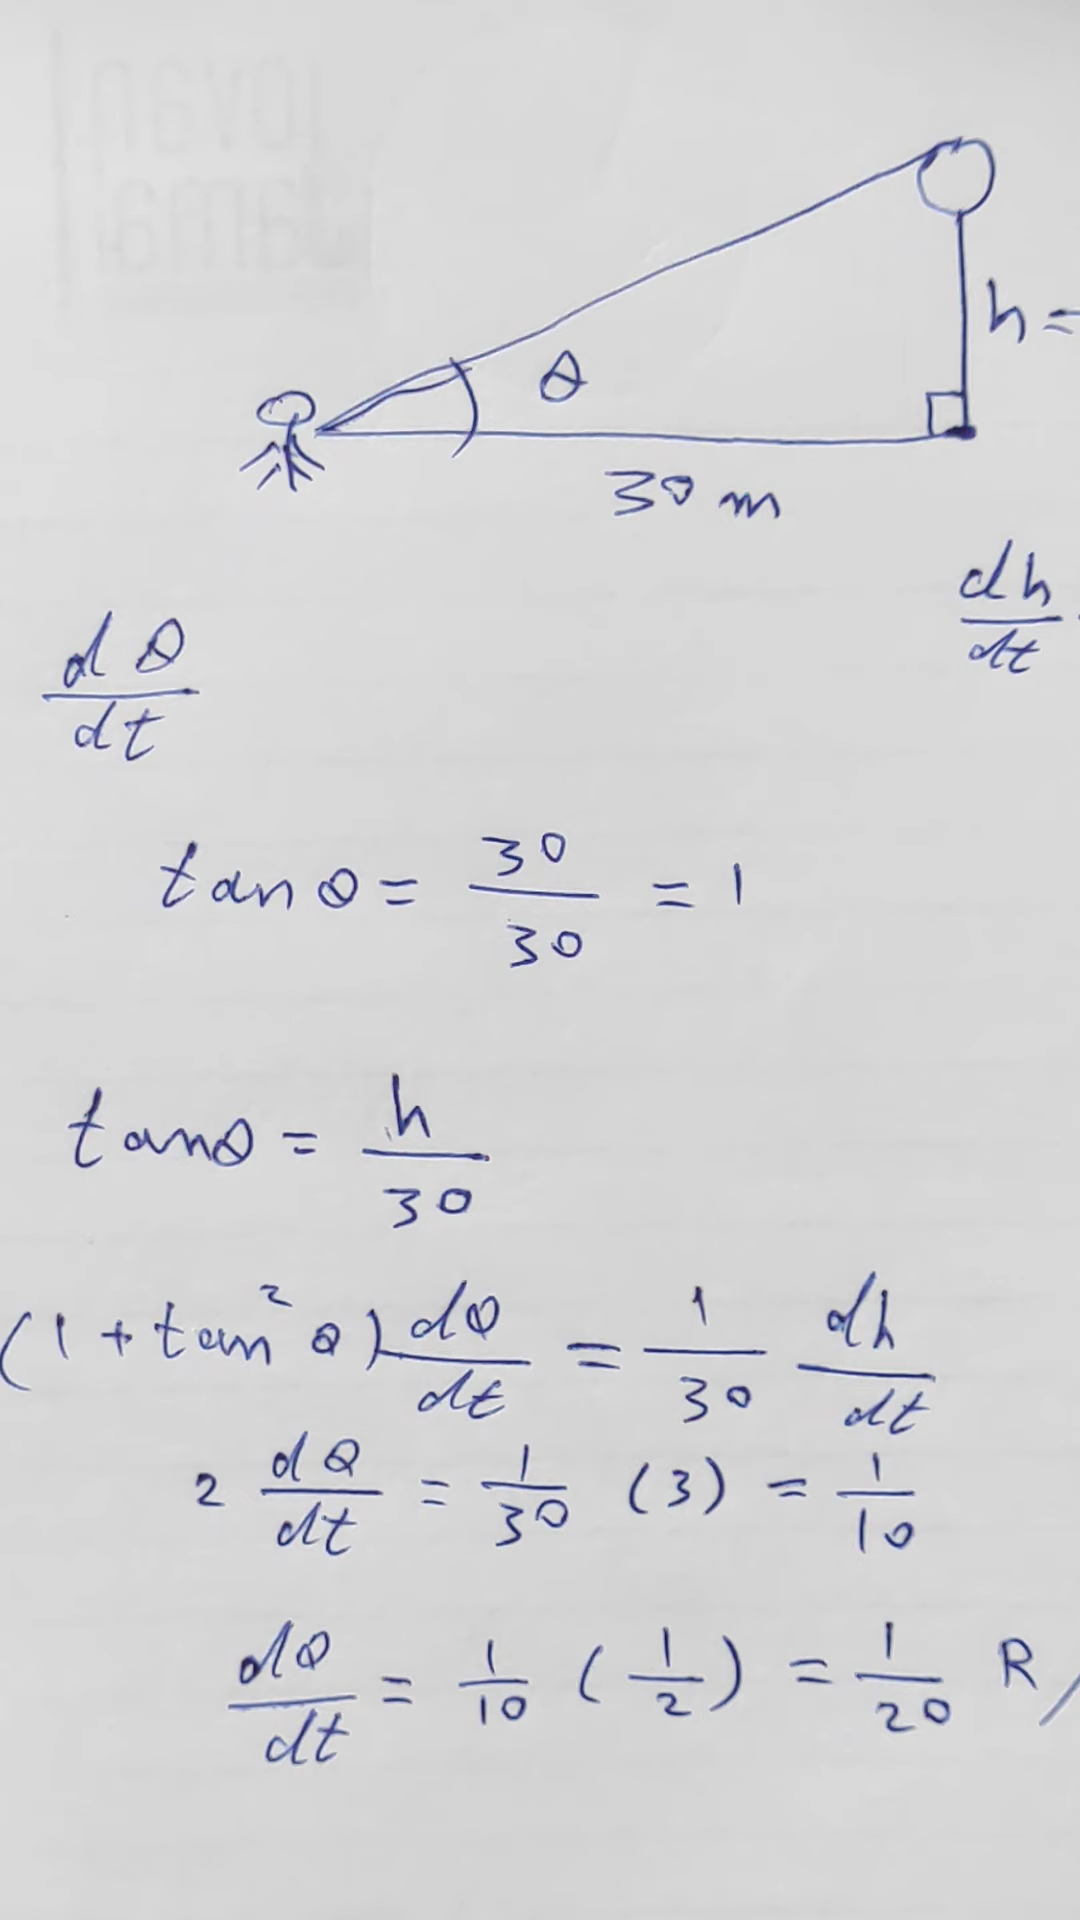 θ
h =
30 m
dh/dt
dθ/dt
tan θ = 30/30 = 1
tanθ = h/30
(1 + tan² θ) dθ/dt = 1/30 dh/dt
2 dθ/dt = 1/30 (3) = 1/10
dθ/dt = 1/10 (1/2) = 1/20 R/